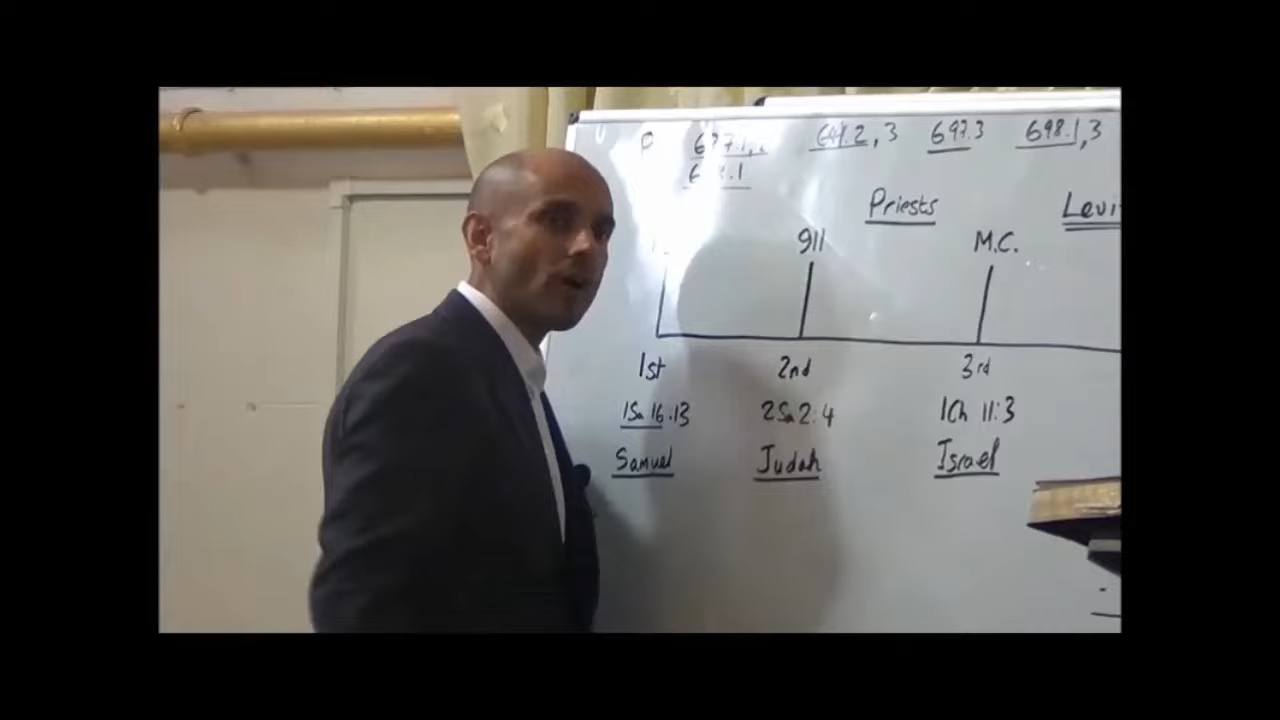 P 697.3 698.1,3
Priests Levi
911 M.C.
1st 2nd 3rd
1Sa 16.13 2Sa 2:4 1Ch 11:3
Samuel Judah Israel